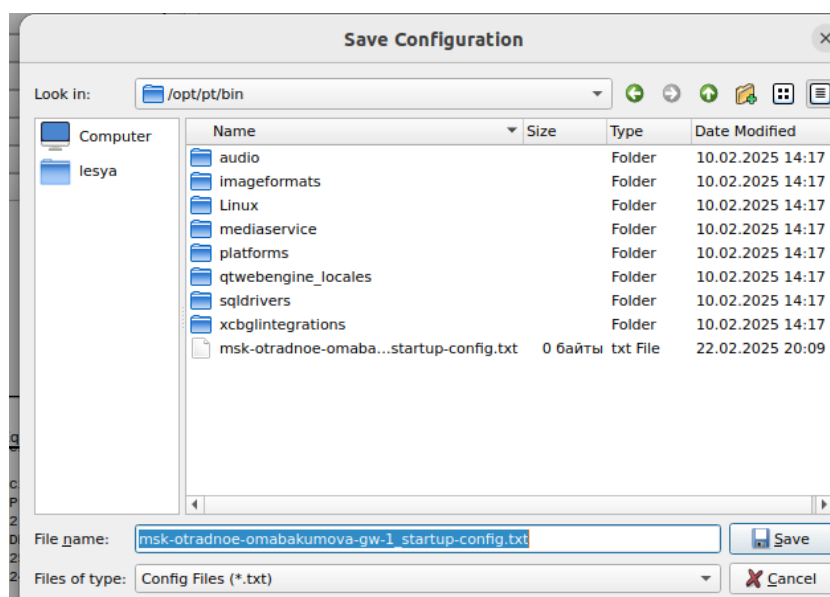 Save Configuration
Look in: /opt/pt/bin
Computer
lesya
Name Size Type Date Modified
audio Folder 10.02.2025 14:17
imageformats Folder 10.02.2025 14:17
Linux Folder 10.02.2025 14:17
mediaservice Folder 10.02.2025 14:17
platforms Folder 10.02.2025 14:17
qtwebengine_locales Folder 10.02.2025 14:17
sqldrivers Folder 10.02.2025 14:17
xcbglintegrations Folder 10.02.2025 14:17
msk-otradnoe-omaba...startup-config.txt 0 байты txt File 22.02.2025 20:09
File name: msk-otradnoe-omabakumova-gw-1_startup-config.txt Save
Files of type: Config Files (*.txt) Cancel